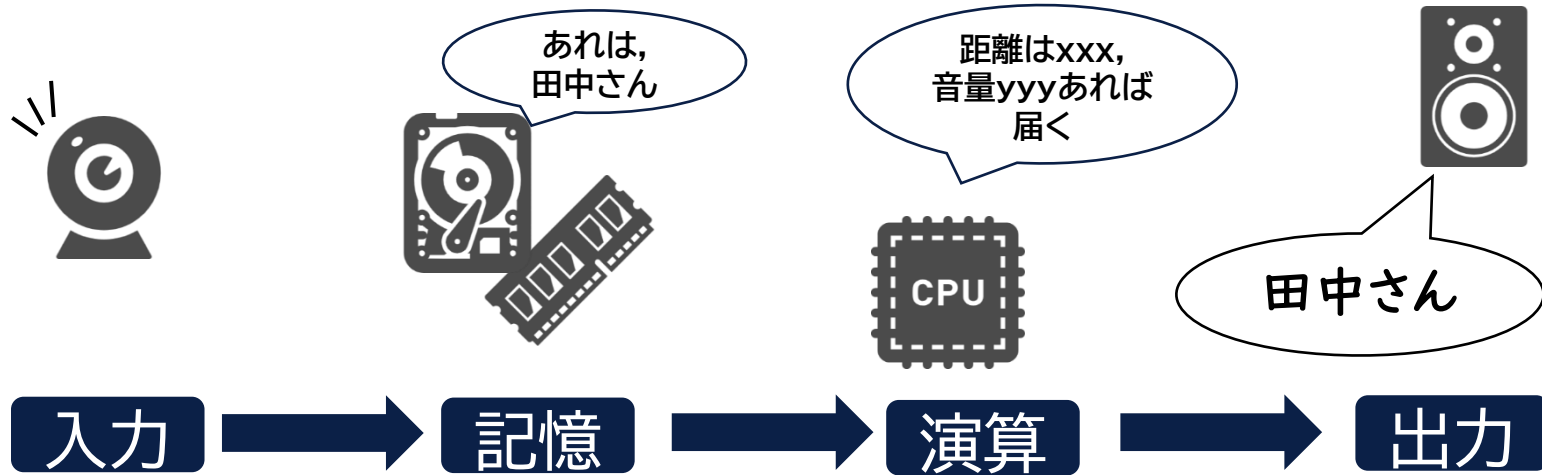 あれは，
田中さん
距離はxxx，
音量yyyあれば
届く
CPU
田中さん
入力
記憶
演算
出力